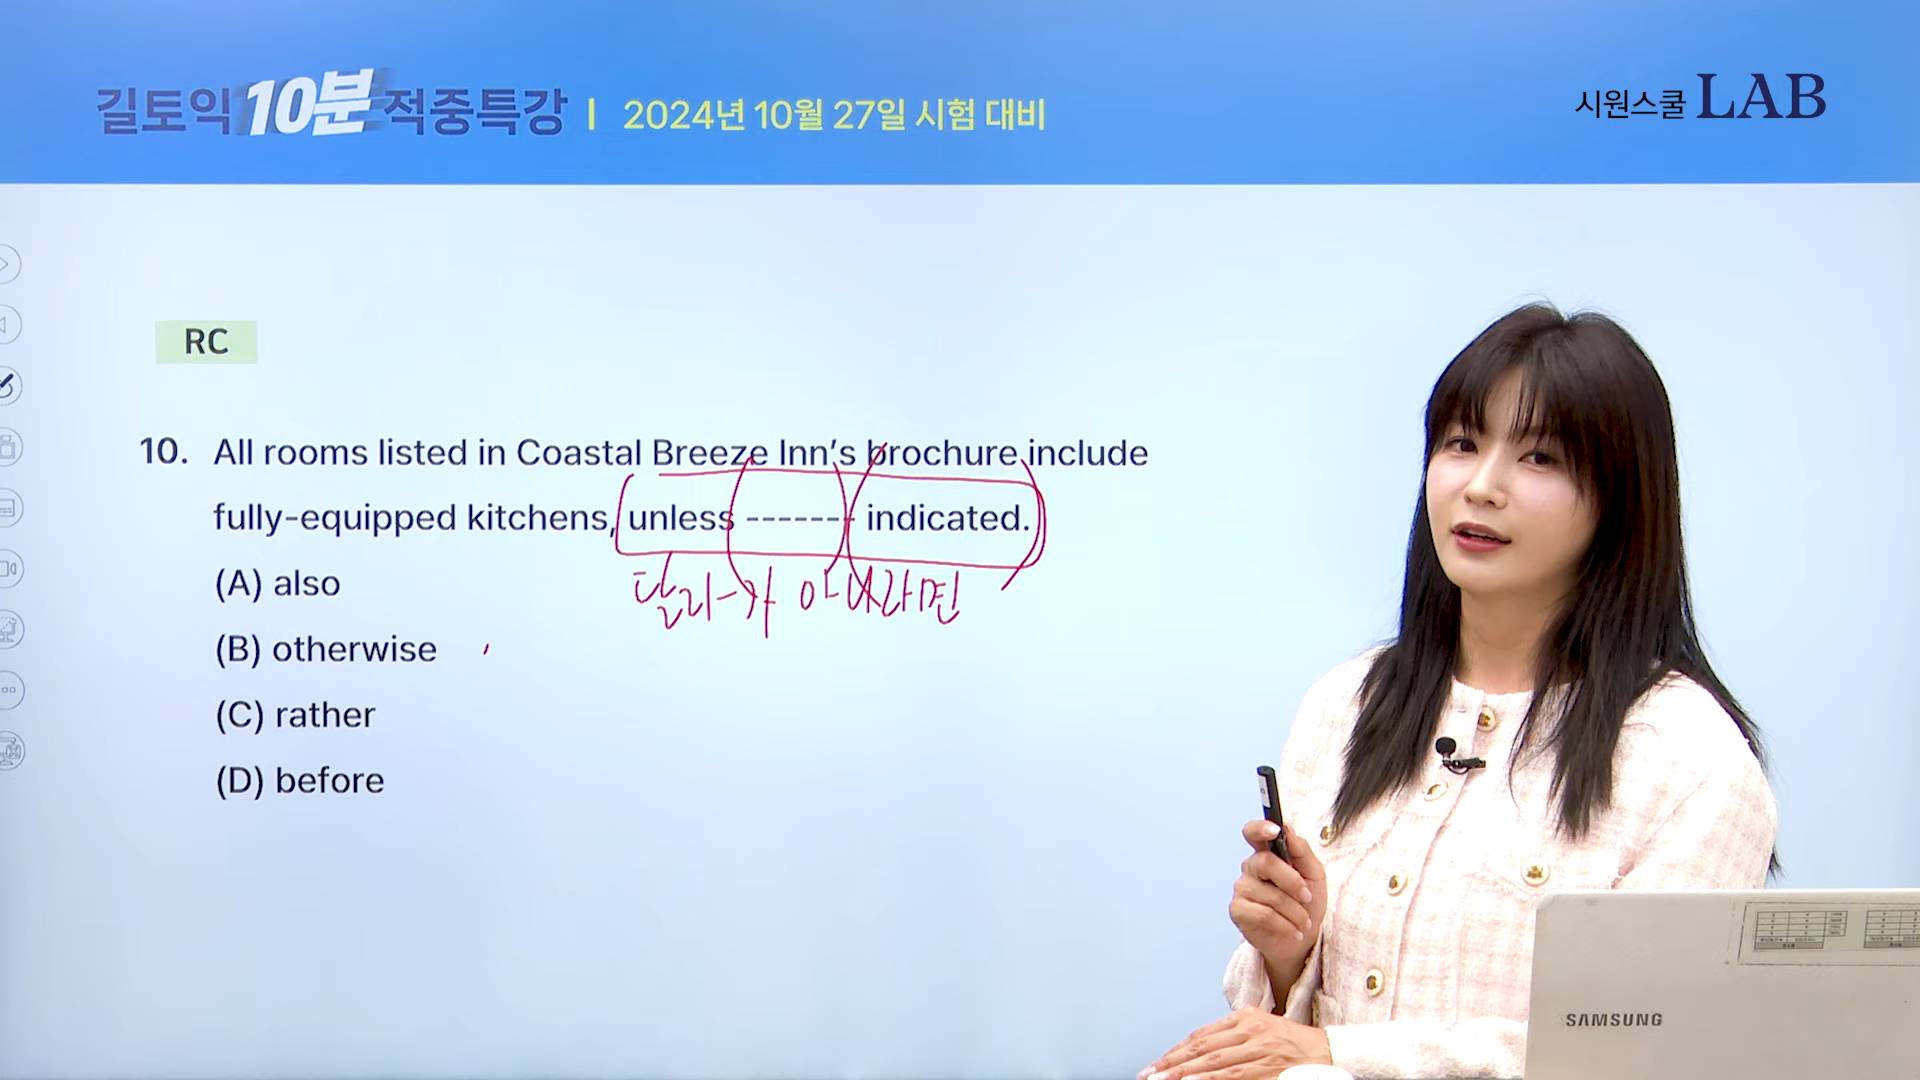 길토익 10분 적중특강 | 2024년 10월 27일 시험 대비
시원스쿨 LAB
RC
10. All rooms listed in Coastal Breeze Inn's brochure include
fully-equipped kitchens, unless ------- indicated.
달리-가 아니라면
(A) also
(B) otherwise
(C) rather
(D) before
SAMSUNG